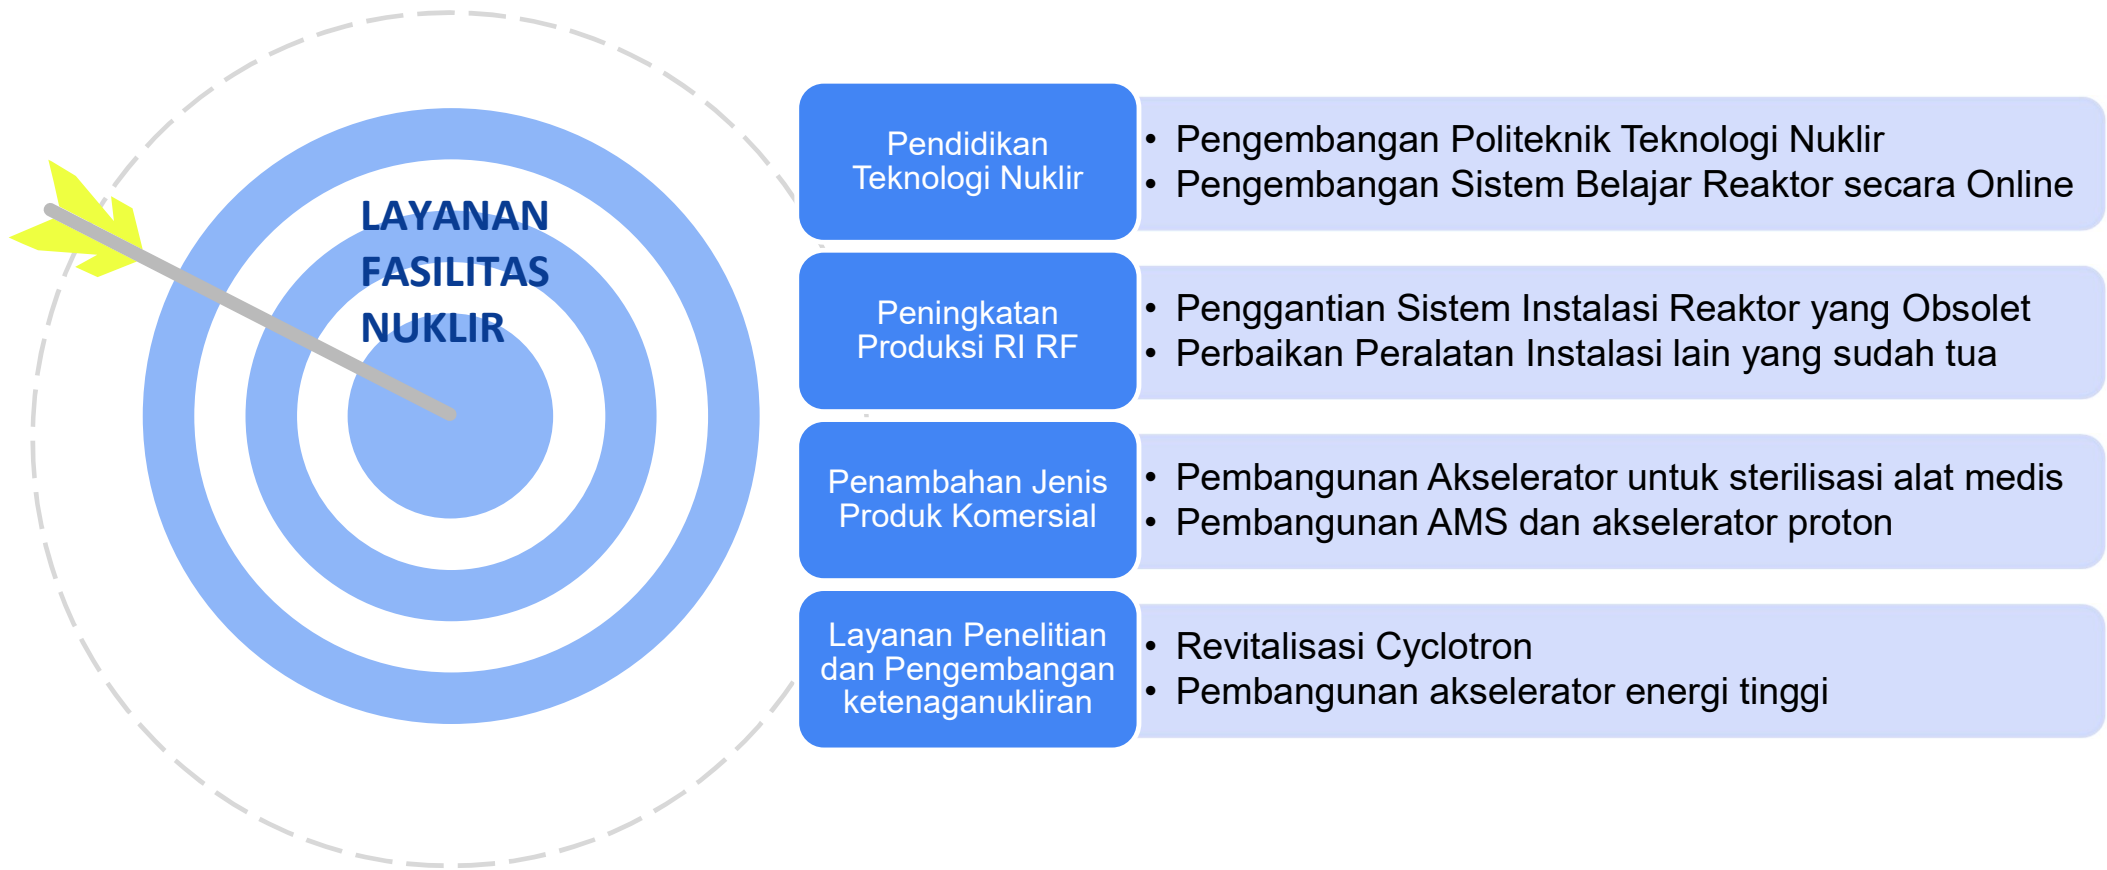 LAYANAN
FASILITAS
NUKLIR
Pendidikan
Teknologi Nuklir
• Pengembangan Politeknik Teknologi Nuklir
• Pengembangan Sistem Belajar Reaktor secara Online
Peningkatan
Produksi RI RF
• Penggantian Sistem Instalasi Reaktor yang Obsolet
• Perbaikan Peralatan Instalasi lain yang sudah tua
Penambahan Jenis
Produk Komersial
• Pembangunan Akselerator untuk sterilisasi alat medis
• Pembangunan AMS dan akselerator proton
Layanan Penelitian
dan Pengembangan
ketenaganukliran
• Revitalisasi Cyclotron
• Pembangunan akselerator energi tinggi